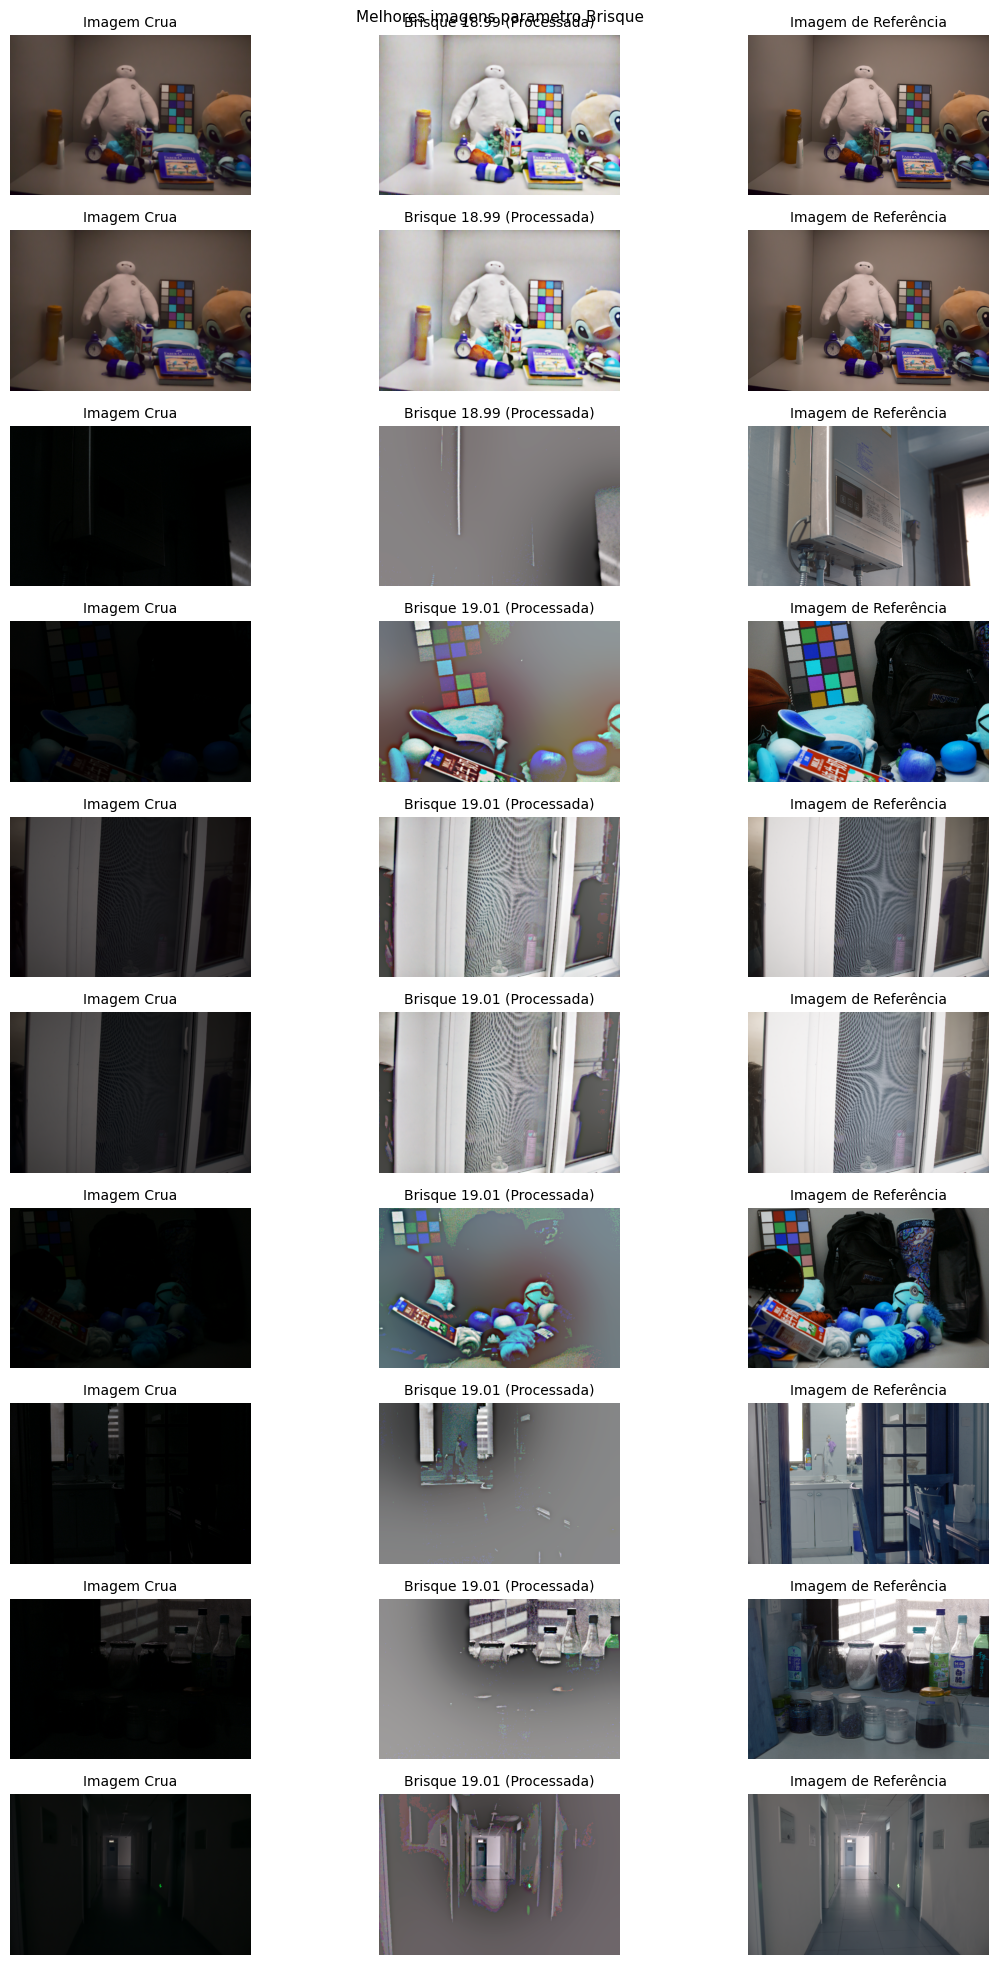 Melhores imagens parametro Brisque
Imagem Crua
Brisque 18.99 (Processada)
Imagem de Referência
Imagem Crua
Brisque 18.99 (Processada)
Imagem de Referência
Imagem Crua
Brisque 18.99 (Processada)
Imagem de Referência
Imagem Crua
Brisque 19.01 (Processada)
Imagem de Referência
Imagem Crua
Brisque 19.01 (Processada)
Imagem de Referência
Imagem Crua
Brisque 19.01 (Processada)
Imagem de Referência
Imagem Crua
Brisque 19.01 (Processada)
Imagem de Referência
Imagem Crua
Brisque 19.01 (Processada)
Imagem de Referência
Imagem Crua
Brisque 19.01 (Processada)
Imagem de Referência
Imagem Crua
Brisque 19.01 (Processada)
Imagem de Referência